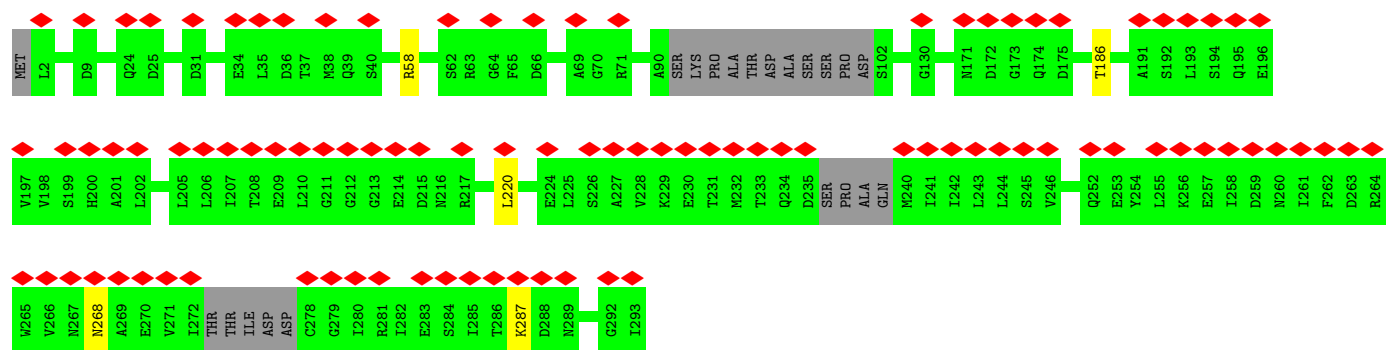 MET L2 D9 Q24 D25 D31 E34 L35 D36 T37 M38 Q39 S40 R58 S62 R63 G64 F65 D66 A69 G70 R71 A90 SER LYS PRO ALA THR ASP ALA SER SER PRO ASP S102 G130 N171 D172 G173 Q174 D175 T186 A191 S192 L193 S194 Q195 E196
V197 V198 S199 H200 A201 L202 L205 L206 I207 T208 E209 L210 G211 G212 G213 E214 D215 N216 R217 L220 E224 L225 S226 A227 V228 K229 E230 T231 M232 T233 Q234 D235 SER PRO ALA GLN M240 I241 I242 L243 L244 S245 V246 Q252 E253 Y254 L255 K256 E257 I258 D259 N260 I261 F262 D263 R264
W265 V266 N267 N268 A269 E270 V271 I272 THR THR ILE ASP ASP C278 G279 I280 R281 I282 E283 S284 I285 T286 K287 D288 N289 G292 I293